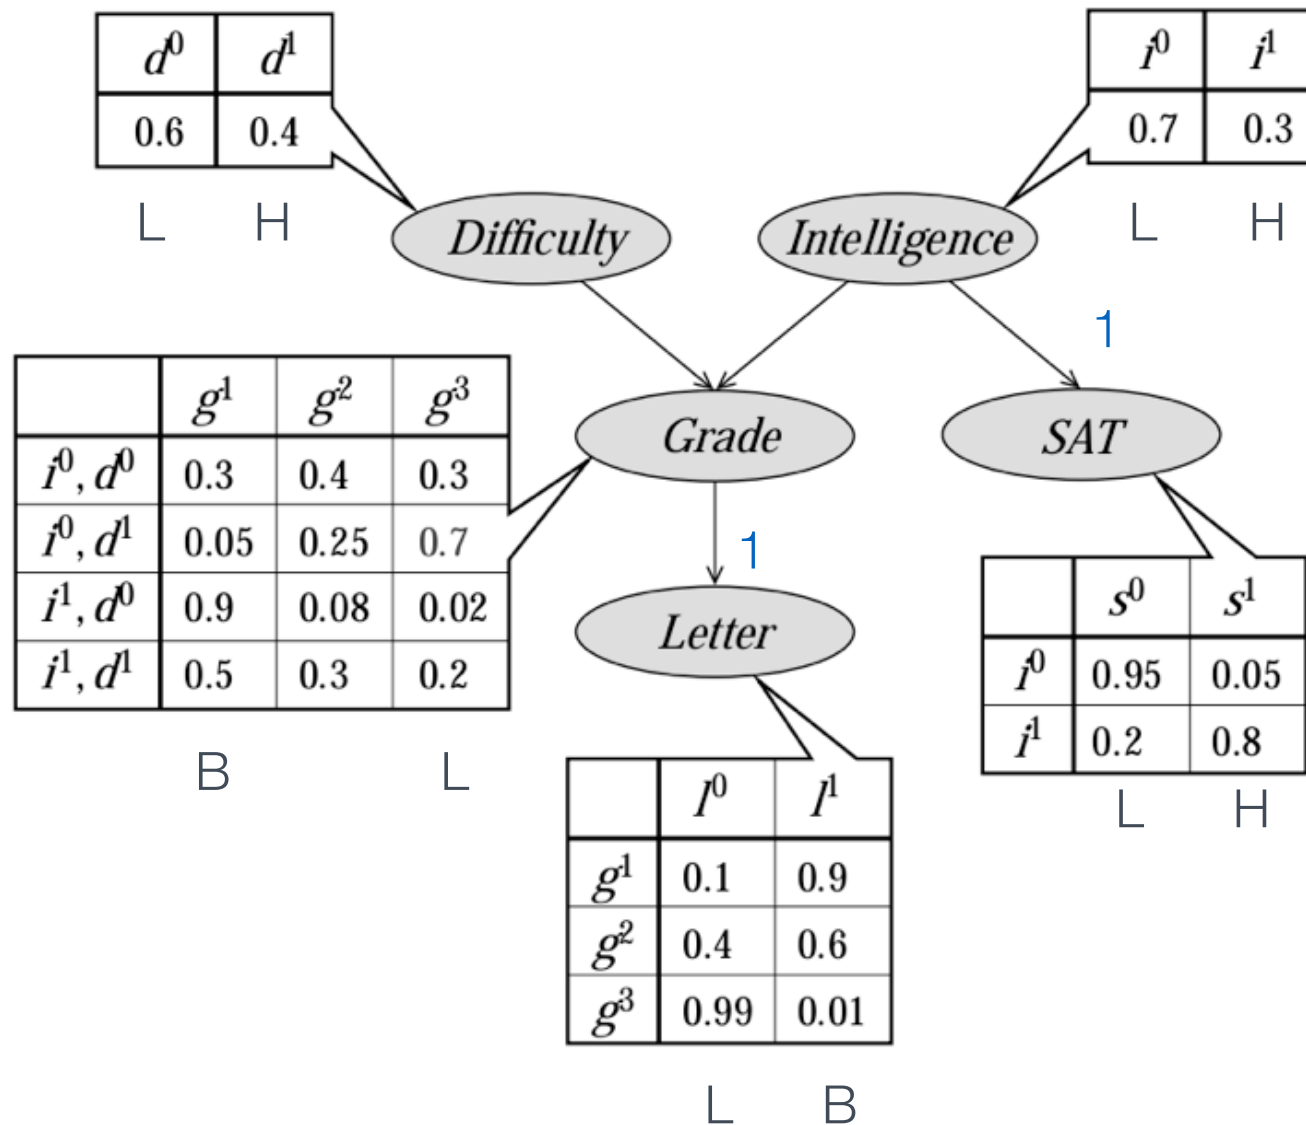 d⁰ d¹
0.6 0.4
L H
i⁰ i¹
0.7 0.3
L H
Difficulty
Intelligence
1
g¹ g² g³
i⁰, d⁰ 0.3 0.4 0.3
i⁰, d¹ 0.05 0.25 0.7
i¹, d⁰ 0.9 0.08 0.02
i¹, d¹ 0.5 0.3 0.2
B L
Grade
SAT
1
Letter
s⁰ s¹
i⁰ 0.95 0.05
i¹ 0.2 0.8
L H
l⁰ l¹
g¹ 0.1 0.9
g² 0.4 0.6
g³ 0.99 0.01
L B